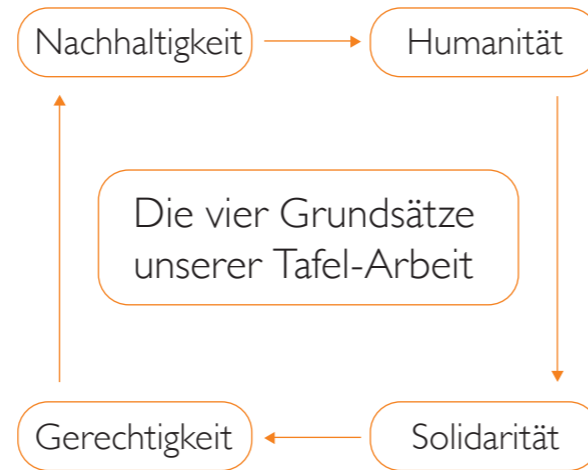 Nachhaltigkeit
Humanität
Die vier Grundsätze
unserer Tafel-Arbeit
Gerechtigkeit
Solidarität